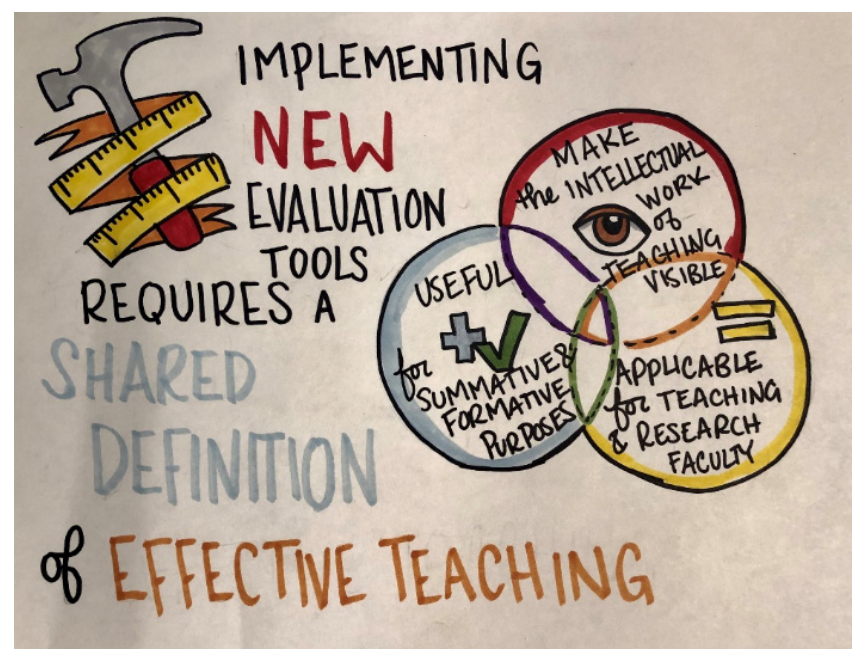 IMPLEMENTING
NEW
EVALUATION
TOOLS
REQUIRES A
SHARED
DEFINITION
of EFFECTIVE TEACHING
MAKE
the INTELLECTUAL
WORK
of
TEACHING
VISIBLE
USEFUL
for
SUMMATIVE &
FORMATIVE
PURPOSES
APPLICABLE
for TEACHING
& RESEARCH
FACULTY